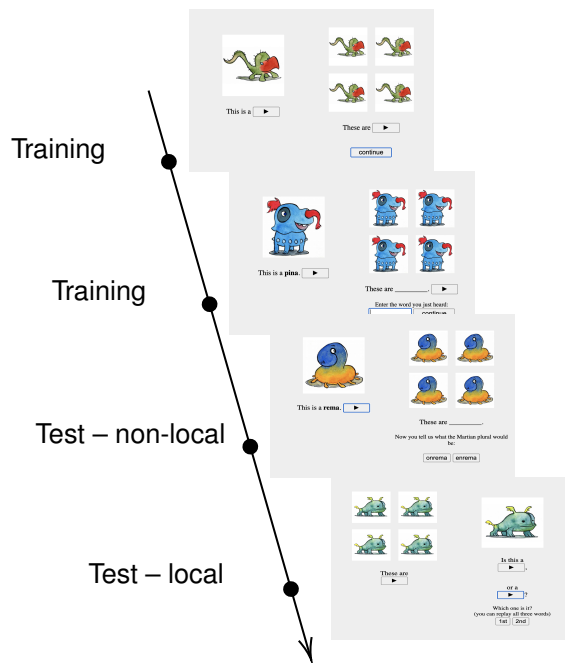 This is a ▶
These are ▶
continue
Training
This is a pina. ▶
These are ________. ▶
Enter the word you just heard:
continue
Training
This is a rema. ▶
These are ________.
Now you tell us what the Martian plural would
be:
onrema enrema
Test – non-local
These are
▶
Is this a
▶.
or a
▶?
Which one is it?
(you can replay all three words)
1st 2nd
Test – local